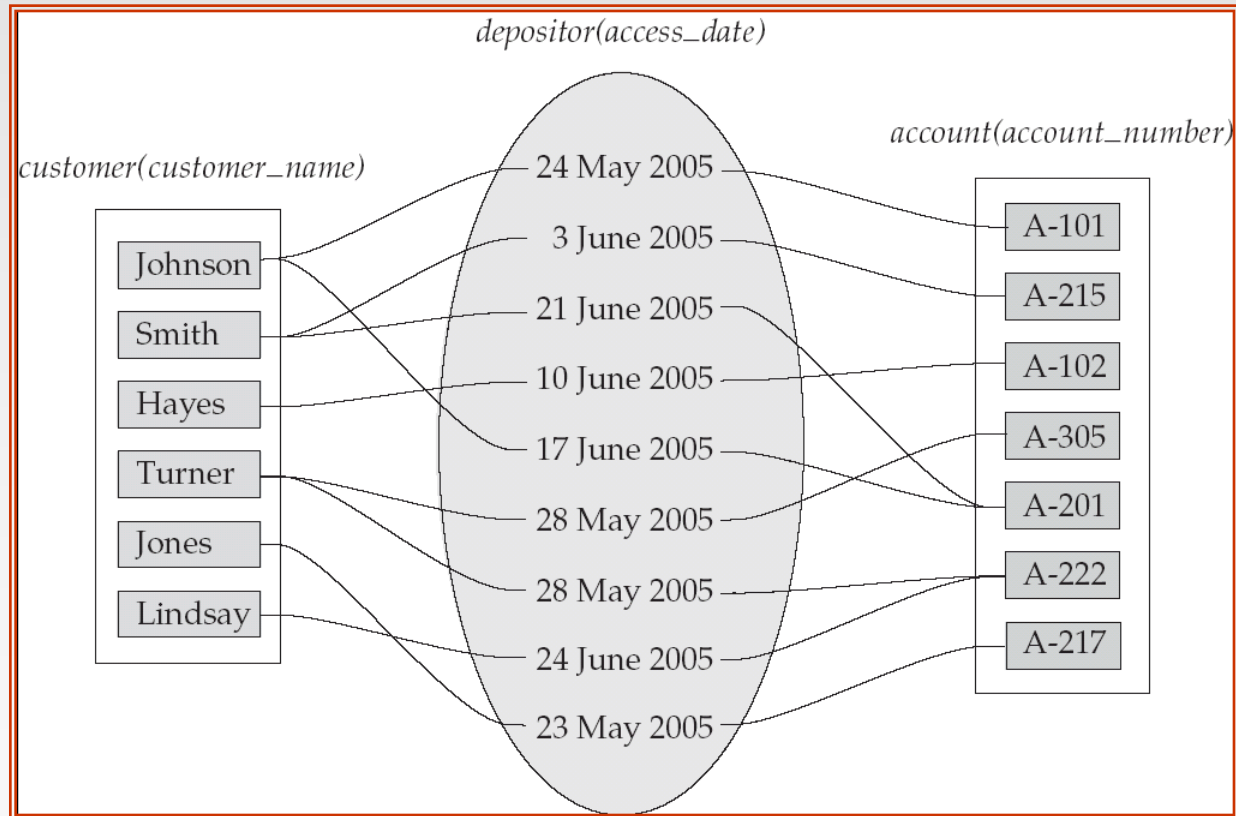 depositor(access_date)
customer(customer_name)
account(account_number)
Johnson
Smith
Hayes
Turner
Jones
Lindsay
24 May 2005
3 June 2005
21 June 2005
10 June 2005
17 June 2005
28 May 2005
28 May 2005
24 June 2005
23 May 2005
A-101
A-215
A-102
A-305
A-201
A-222
A-217